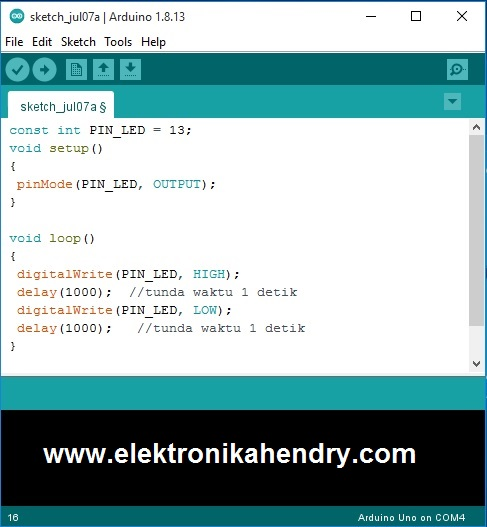 sketch_jul07a | Arduino 1.8.13
File Edit Sketch Tools Help
sketch_jul07a §
const int PIN_LED = 13;
void setup()
{
 pinMode(PIN_LED, OUTPUT);
}

void loop()
{
 digitalWrite(PIN_LED, HIGH);
 delay(1000);  //tunda waktu 1 detik
 digitalWrite(PIN_LED, LOW);
 delay(1000);   //tunda waktu 1 detik
}
www.elektronikahendry.com
16 Arduino Uno on COM4